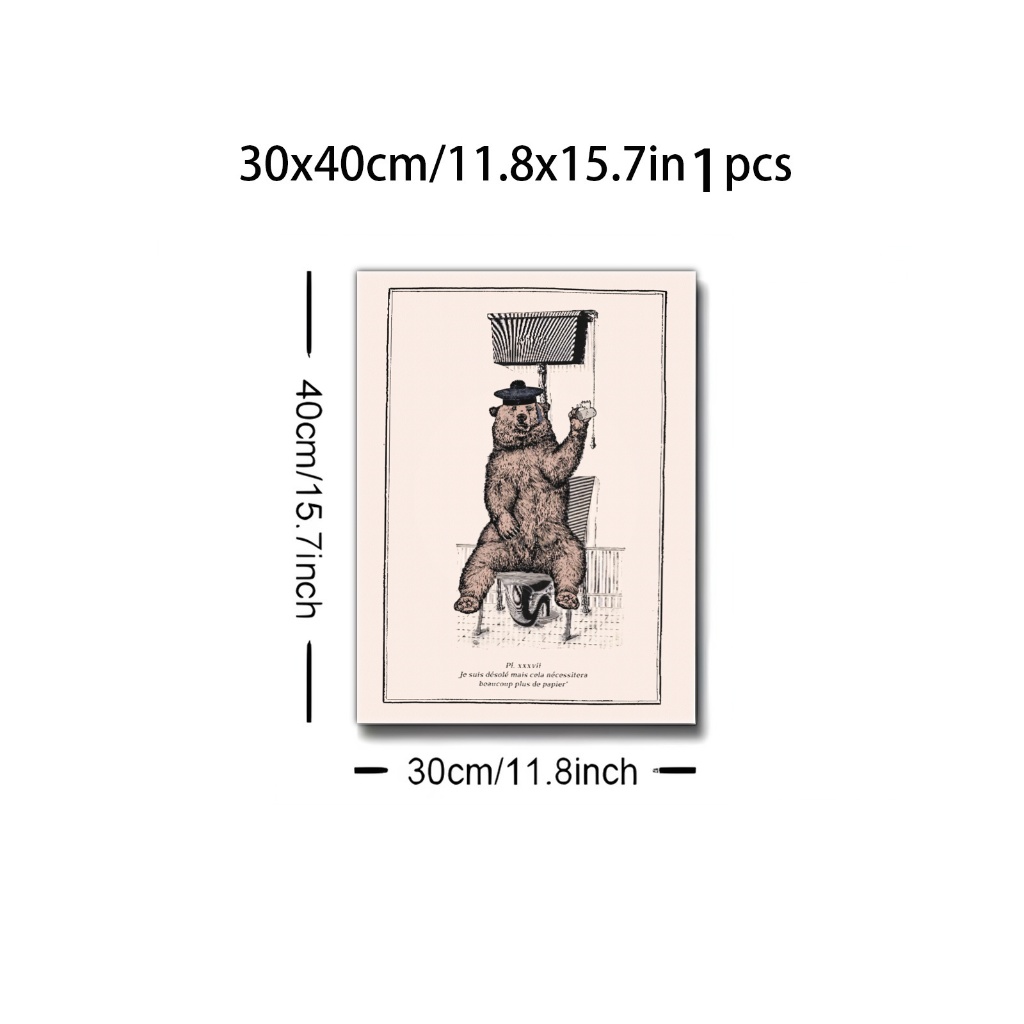 30x40cm/11.8x15.7in 1 pcs
40cm/15.7inch
Pl. xxxvii
Je suis désolé mais cela nécessitera
beaucoup plus de papier'
30cm/11.8inch